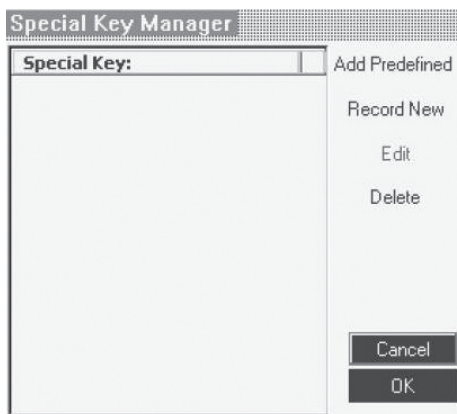 Special Key Manager
Special Key:
Add Predefined
Record New
Edit
Delete
Cancel
OK